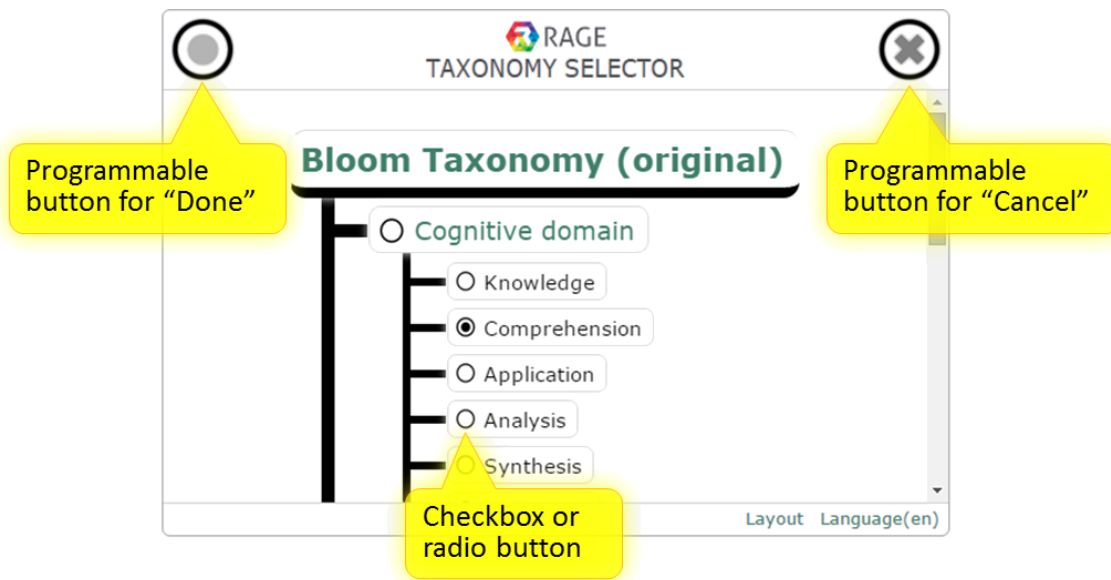 RAGE
TAXONOMY SELECTOR
Programmable
button for “Done”
Programmable
button for “Cancel”
Bloom Taxonomy (original)
Cognitive domain
Knowledge
Comprehension
Application
Analysis
Synthesis
Checkbox or
radio button
Layout Language(en)